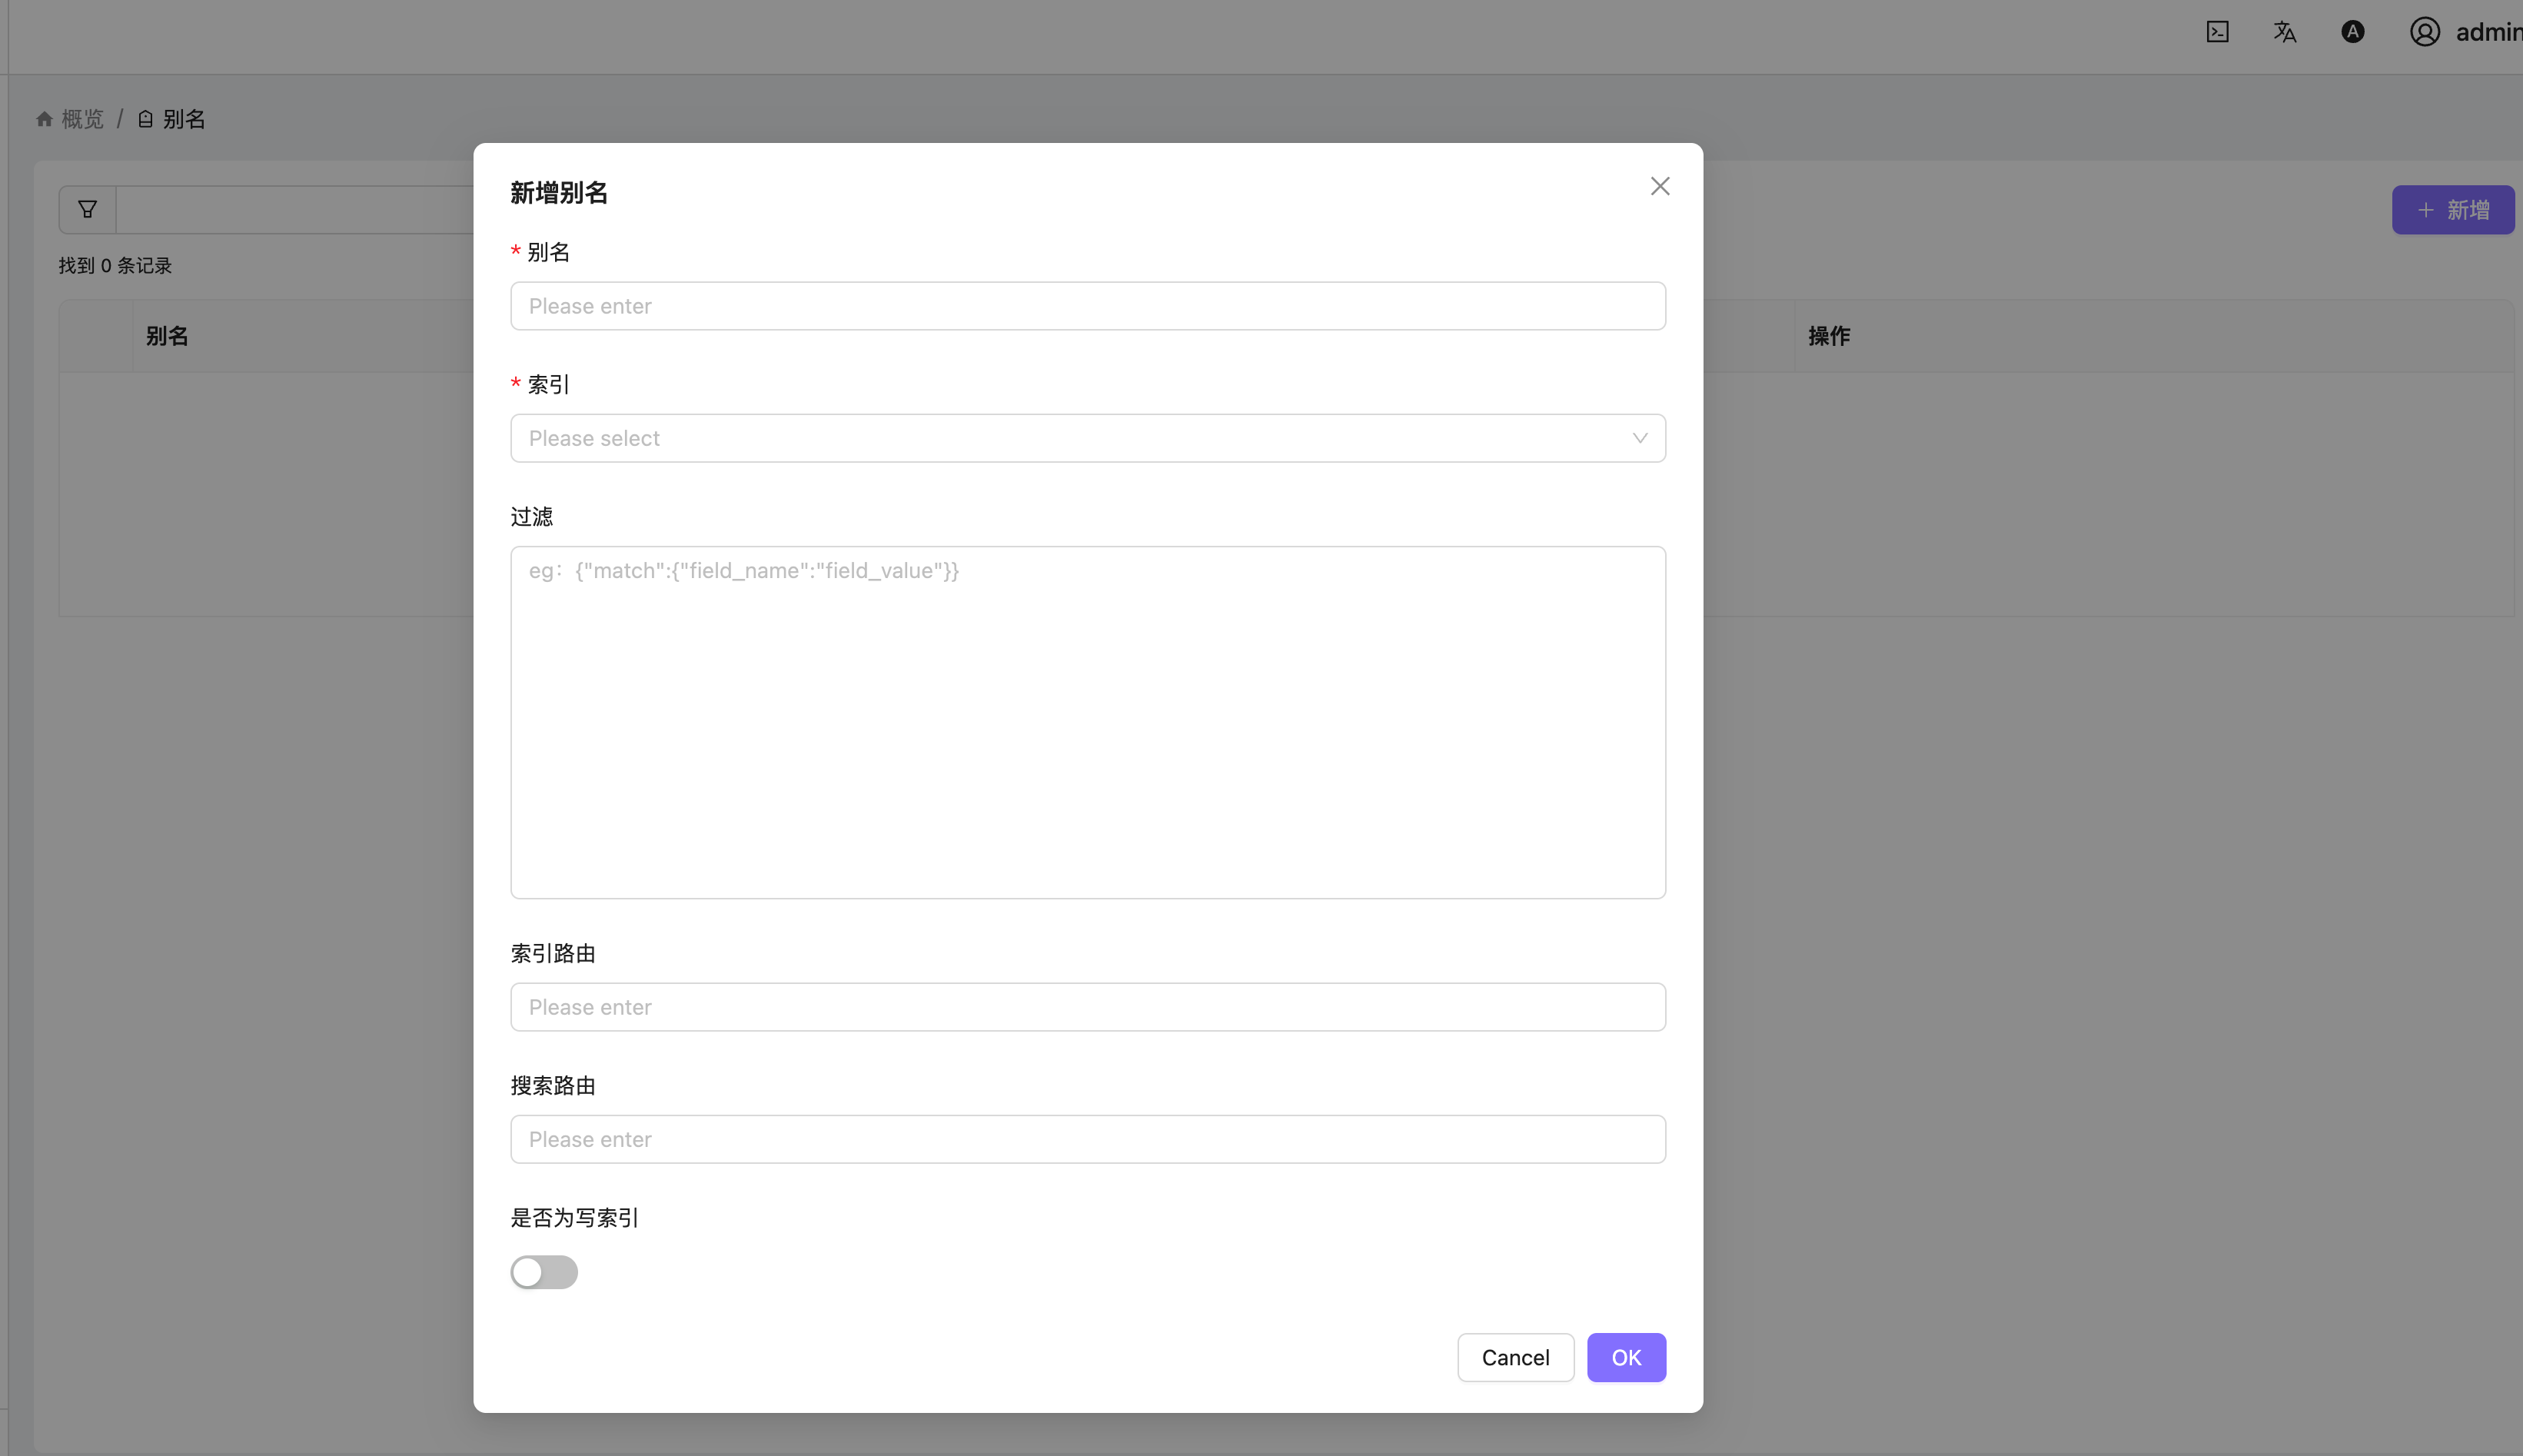 admin
概览 / 别名
新增别名
* 别名
Please enter
* 索引
Please select
过滤
eg：{"match":{"field_name":"field_value"}}
索引路由
Please enter
搜索路由
Please enter
是否为写索引
Cancel OK
新增
找到 0 条记录
别名 操作